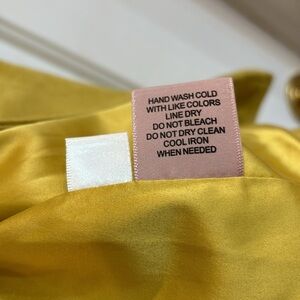 HAND WASH COLD
WITH LIKE COLORS
LINE DRY
DO NOT BLEACH
DO NOT DRY CLEAN
COOL IRON
WHEN NEEDED